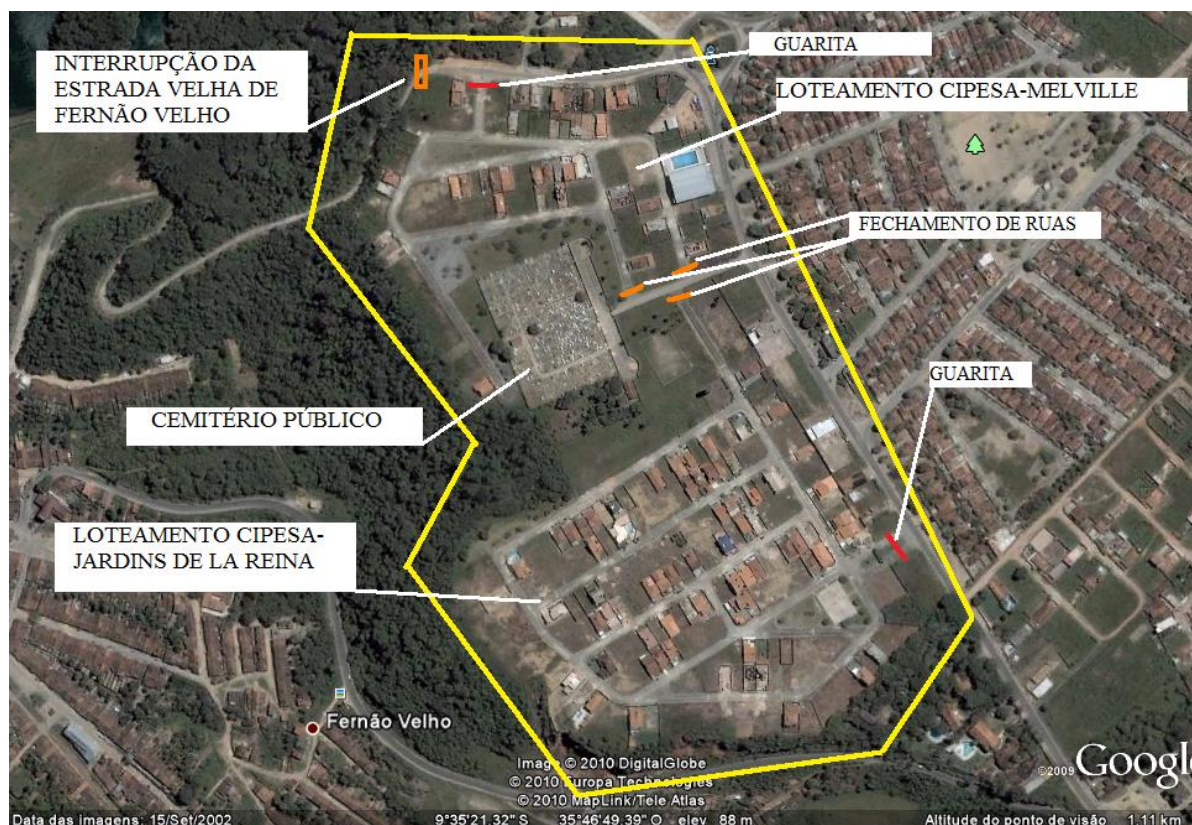 GUARITA
INTERRUPÇÃO DA
ESTRADA VELHA DE
FERNÃO VELHO
LOTEAMENTO CIPESA-MELVILLE
FECHAMENTO DE RUAS
GUARITA
CEMITÉRIO PÚBLICO
LOTEAMENTO CIPESA-
JARDINS DE LA REINA
Fernão Velho
Image © 2010 DigitalGlobe
© 2010 Europa Technologies
© 2010 MapLink/Tele Atlas
©2009 Google
Data das imagens: 15/Set/2002 9°35'21.32" S 35°46'49.39" O elev 88 m Altitude do ponto de visão 1.11 km